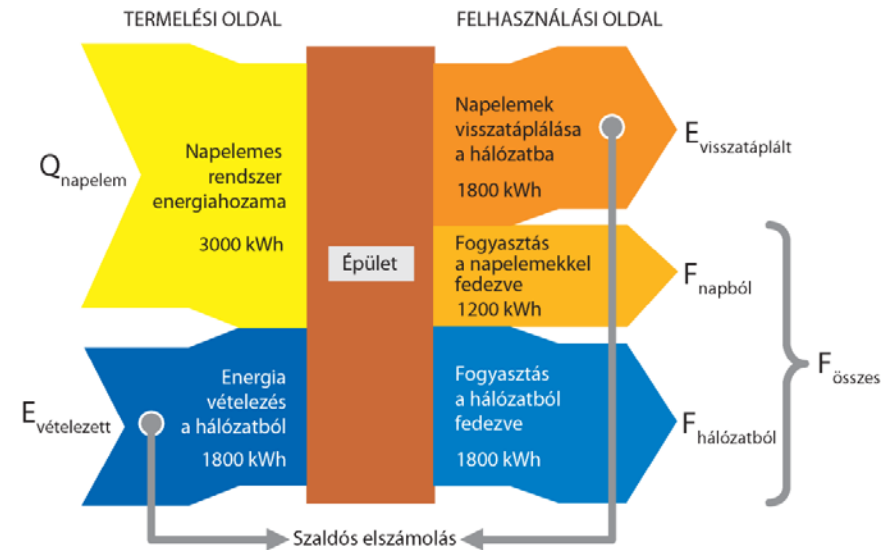 TERMELÉSI OLDAL
FELHASZNÁLÁSI OLDAL
Q napelem
Napelemes
rendszer
energiahozama
3000 kWh
Épület
Napelemek
visszatáplálása
a hálózatba
1800 kWh
E visszatáplált
Fogyasztás
a napelemekkel
fedezve
1200 kWh
F napból
F összes
E vételezett
Energia
vételezés
a hálózatból
1800 kWh
Fogyasztás
a hálózatból
fedezve
1800 kWh
F hálózatból
Szaldós elszámolás